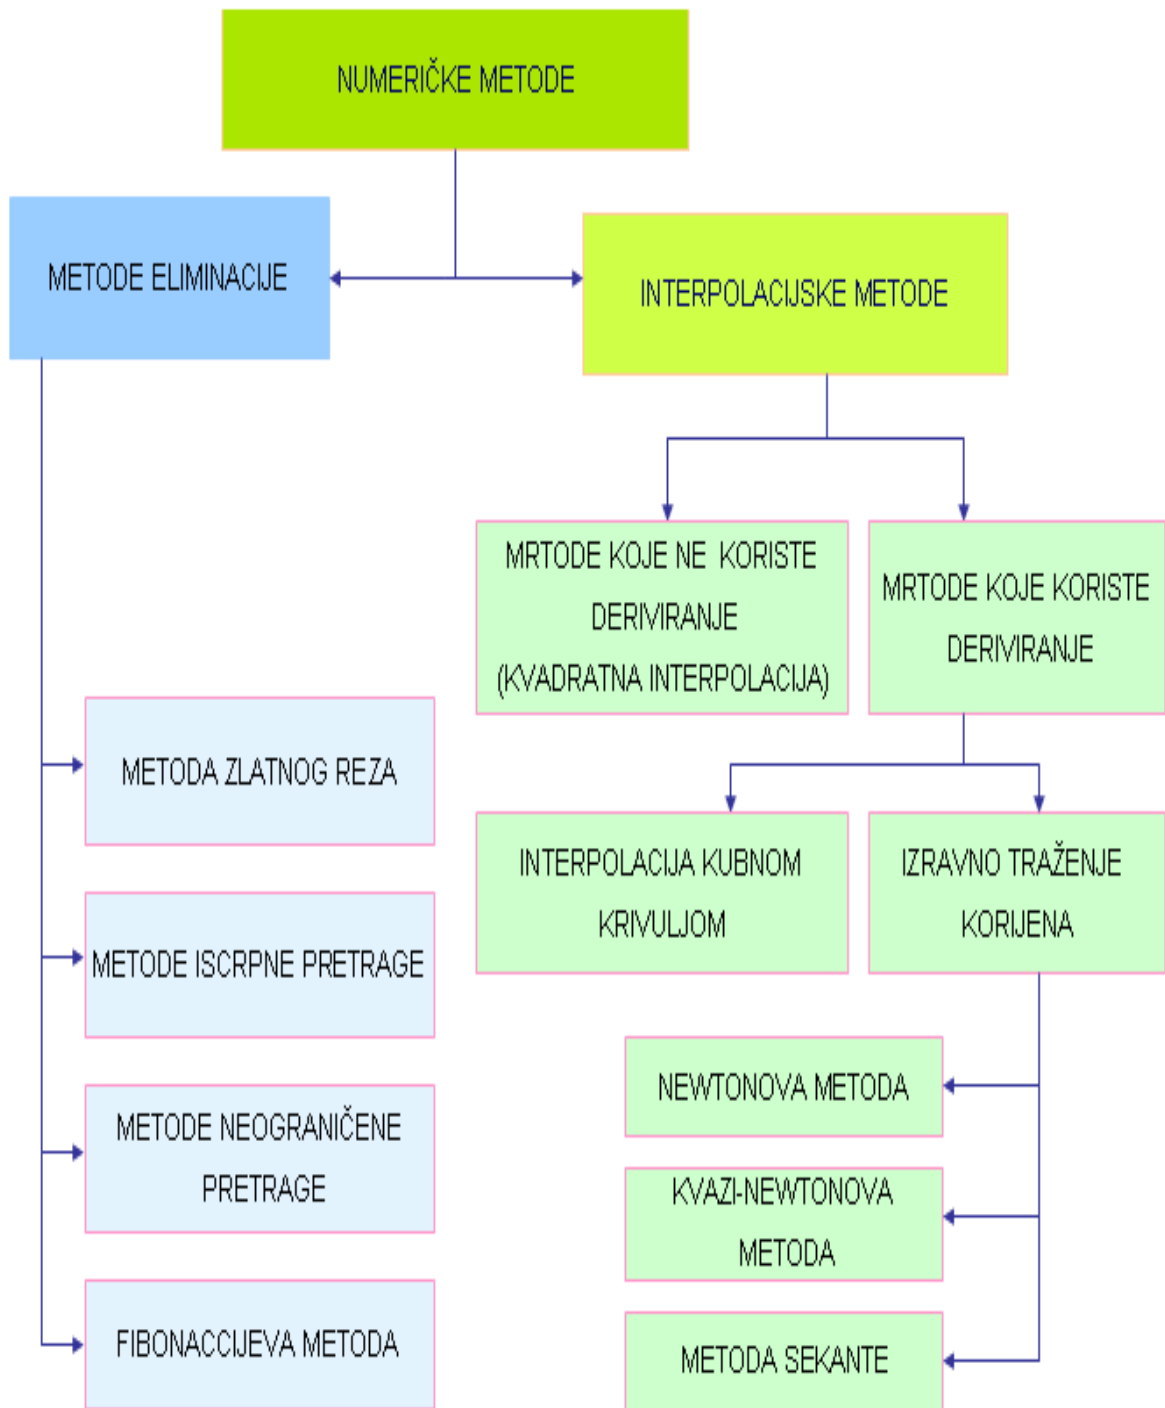 NUMERIČKE METODE
METODE ELIMINACIJE
INTERPOLACIJSKE METODE
MRTODE KOJE NE KORISTE
DERIVIRANJE
(KVADRATNA INTERPOLACIJA)
MRTODE KOJE KORISTE
DERIVIRANJE
METODA ZLATNOG REZA
INTERPOLACIJA KUBNOM
KRIVULJOM
IZRAVNO TRAŽENJE
KORIJENA
METODE ISCRPNE PRETRAGE
NEWTONOVA METODA
METODE NEOGRANIČENE
PRETRAGE
KVAZI-NEWTONOVA
METODA
FIBONACCIJEVA METODA
METODA SEKANTE